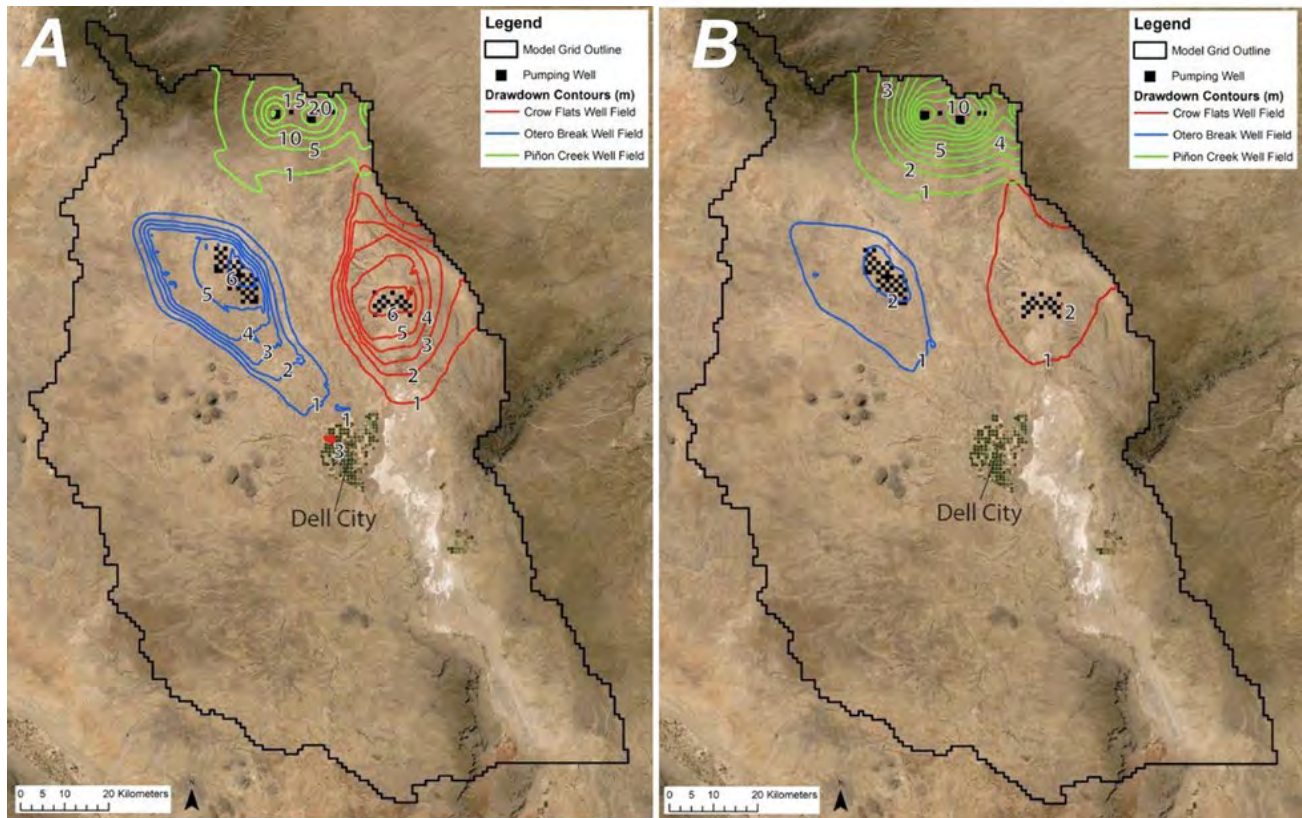 A
Legend
Model Grid Outline
Pumping Well
Drawdown Contours (m)
Crow Flats Well Field
Otero Break Well Field
Piñon Creek Well Field
15
20
10
5
1
6
5
4
3
2
1
6
5
4
3
2
1
1
3
Dell City
0 5 10 20 Kilometers
B
Legend
Model Grid Outline
Pumping Well
Drawdown Contours (m)
Crow Flats Well Field
Otero Break Well Field
Piñon Creek Well Field
3
10
5
4
2
1
2
1
2
1
Dell City
0 5 10 20 Kilometers